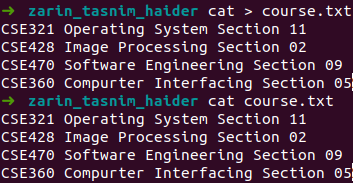 ➜ zarin_tasnim_haider cat > course.txt
CSE321 Operating System Section 11
CSE428 Image Processing Section 02
CSE470 Software Engineering Section 09
CSE360 Compurter Interfacing Section 05
➜ zarin_tasnim_haider cat course.txt
CSE321 Operating System Section 11
CSE428 Image Processing Section 02
CSE470 Software Engineering Section 09
CSE360 Compurter Interfacing Section 05